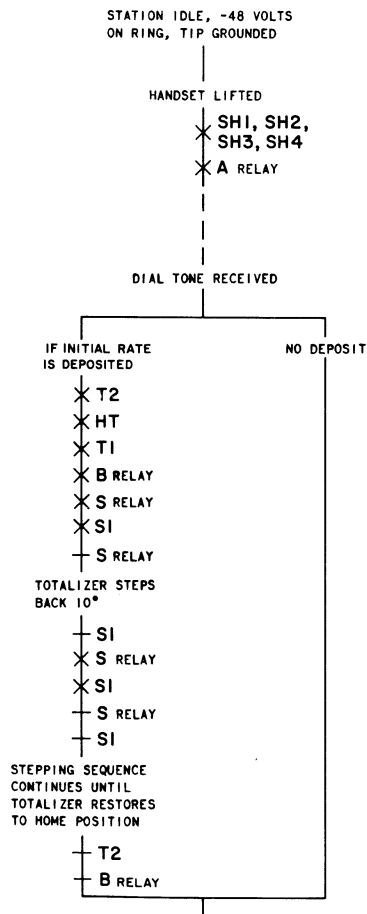 STATION IDLE, -48 VOLTS
ON RING, TIP GROUNDED
HANDSET LIFTED
SH1, SH2,
SH3, SH4
A RELAY
DIAL TONE RECEIVED
IF INITIAL RATE
IS DEPOSITED
NO DEPOSIT
T2
HT
T1
B RELAY
S RELAY
S1
S RELAY
TOTALIZER STEPS
BACK 10°
S1
S RELAY
S1
S RELAY
S1
STEPPING SEQUENCE
CONTINUES UNTIL
TOTALIZER RESTORES
TO HOME POSITION
T2
B RELAY